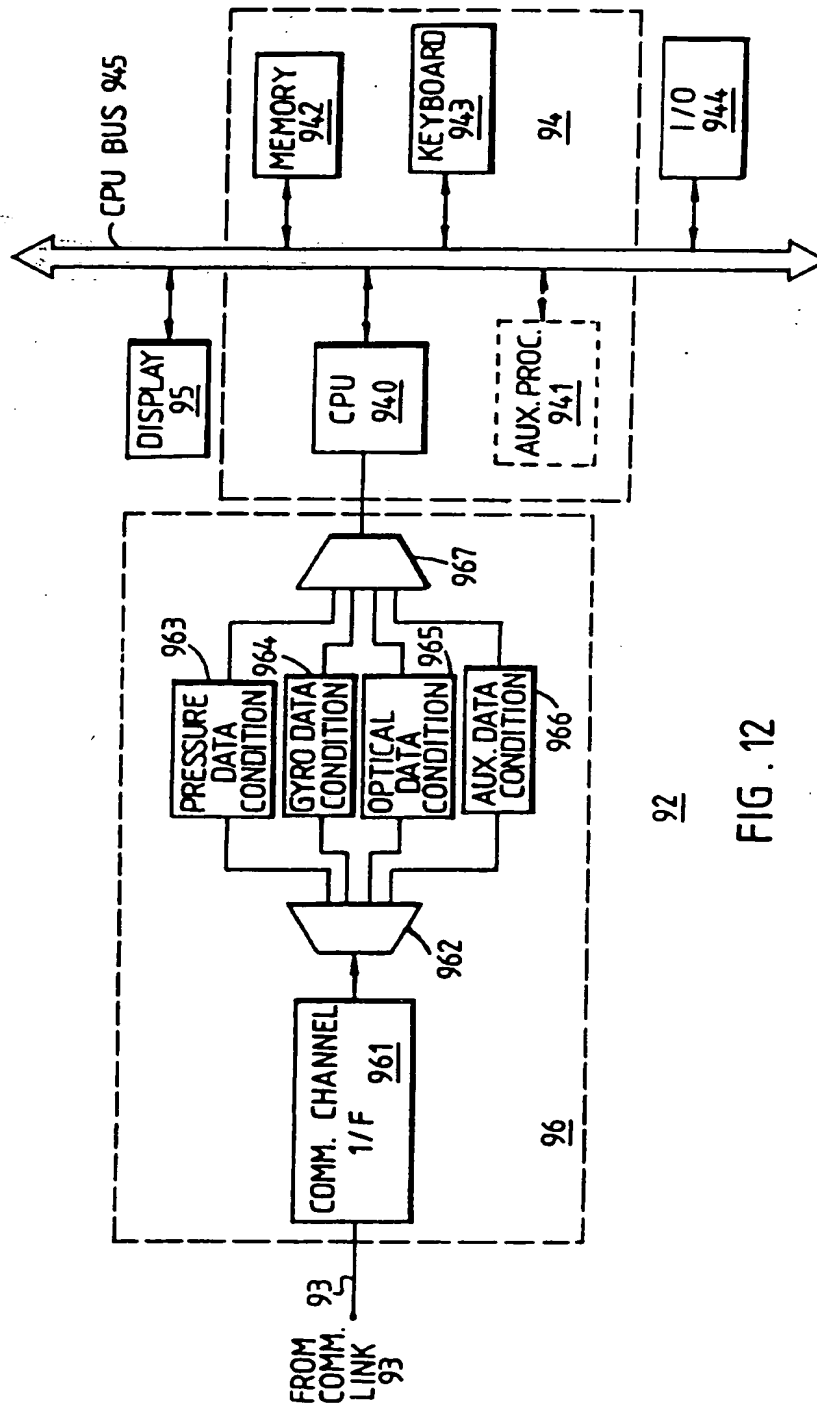 FROM
COMM.
LINK
93
93
COMM. CHANNEL
1/F
961
96
962
PRESSURE
DATA
CONDITION
963
GYRO DATA
CONDITION
964
OPTICAL
DATA
CONDITION
965
AUX. DATA
CONDITION
966
967
DISPLAY
95
CPU
940
AUX. PROC.
941
CPU BUS 945
MEMORY
942
KEYBOARD
943
94
I/O
944
92
FIG. 12